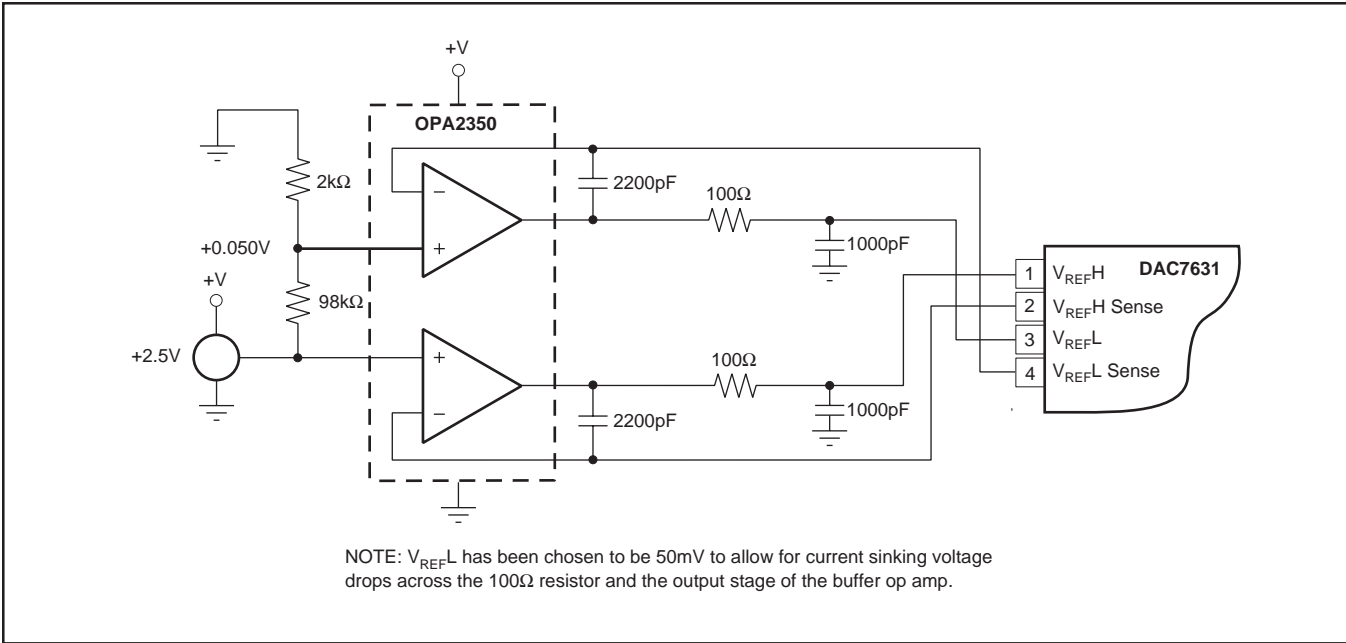 +V
OPA2350
2kΩ
−
+
2200pF
100Ω
1000pF
+0.050V
+V
98kΩ
+2.5V
+
−
2200pF
100Ω
1000pF
DAC7631
1 VREFH
2 VREFH Sense
3 VREFL
4 VREFL Sense
NOTE: VREFL has been chosen to be 50mV to allow for current sinking voltage
drops across the 100Ω resistor and the output stage of the buffer op amp.